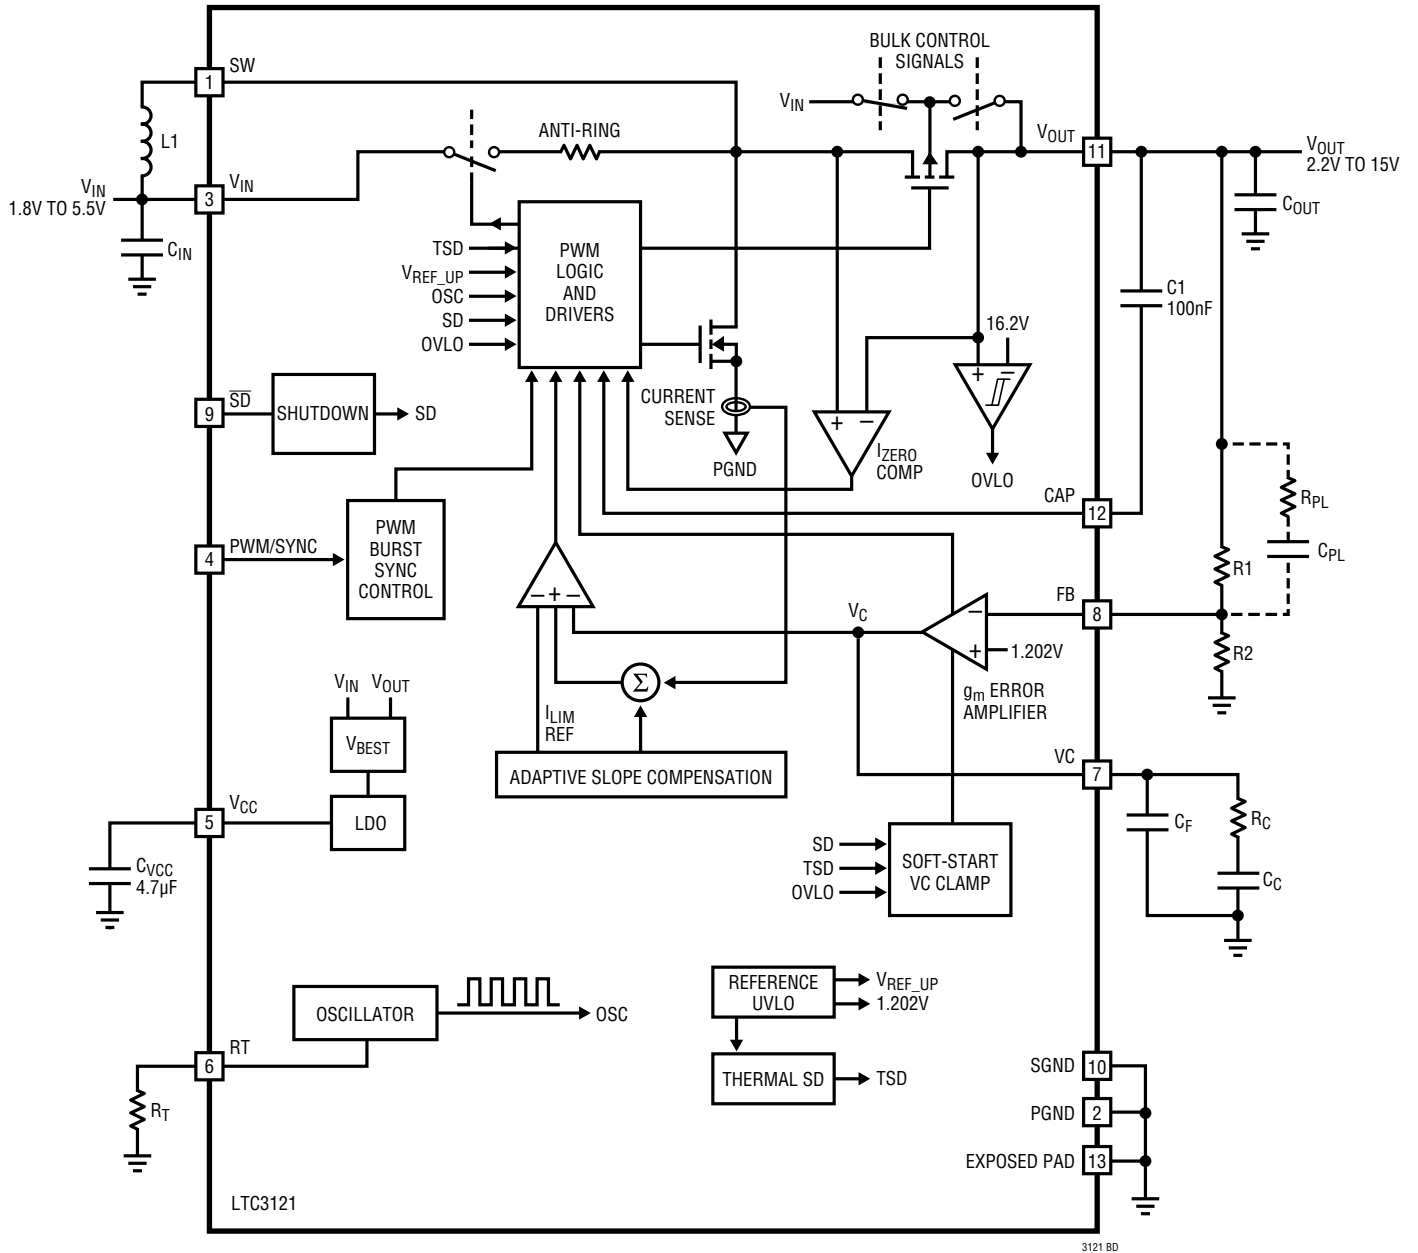 BULK CONTROL
SIGNALS
SW
1
VIN
L1
ANTI-RING
VOUT
11
VOUT
2.2V TO 15V
VIN
1.8V TO 5.5V
3
VIN
COUT
CIN
TSD
VREF_UP
OSC
SD
OVLO
PWM
LOGIC
AND
DRIVERS
C1
100nF
16.2V
+ −
SD
9
SHUTDOWN
SD
CURRENT
SENSE
PGND
+ −
IZERO
COMP
OVLO
CAP
12
RPL
CPL
R1
4
PWM/SYNC
PWM
BURST
SYNC
CONTROL
− + −
VC
FB
8
−
+
1.202V
R2
Σ
gm ERROR
AMPLIFIER
VIN
VOUT
VBEST
ILIM
REF
ADAPTIVE SLOPE COMPENSATION
VC
7
VCC
5
LDO
CVCC
4.7µF
CF
RC
CC
SD
TSD
OVLO
SOFT-START
VC CLAMP
OSCILLATOR
OSC
REFERENCE
UVLO
VREF_UP
1.202V
RT
6
RT
THERMAL SD
TSD
SGND
10
PGND
2
EXPOSED PAD
13
LTC3121
3121 BD